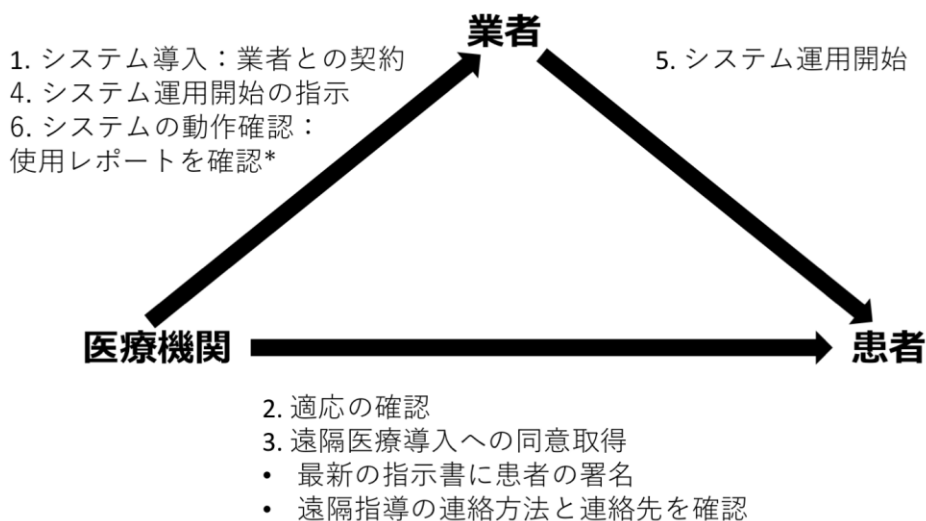 業者
1. システム導入：業者との契約
4. システム運用開始の指示
6. システムの動作確認：
使用レポートを確認*
5. システム運用開始
医療機関
患者
2. 適応の確認
3. 遠隔医療導入への同意取得
• 最新の指示書に患者の署名
• 遠隔指導の連絡方法と連絡先を確認